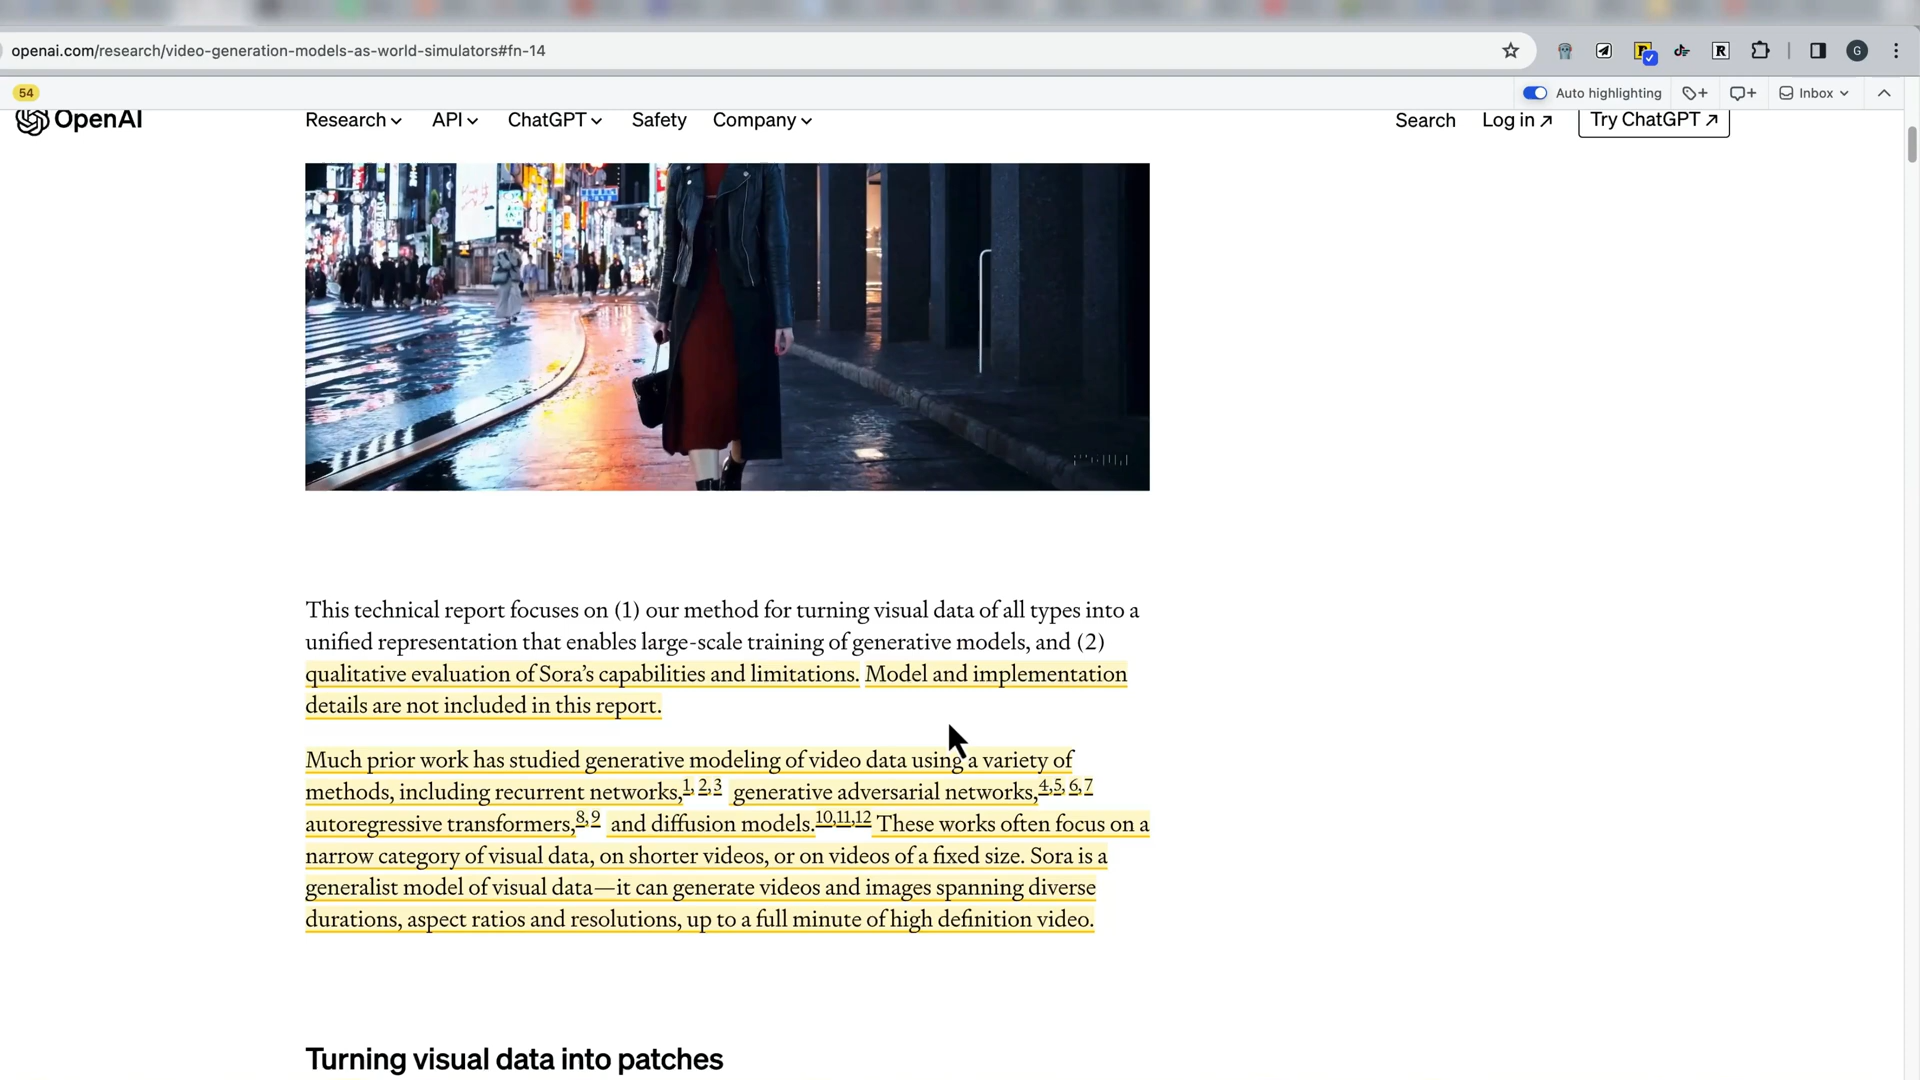 openai.com/research/video-generation-models-as-world-simulators#fn-14
G
54
Auto highlighting
Inbox
OpenAI
Research API ChatGPT Safety Company
Search Log in ↗ Try ChatGPT ↗
This technical report focuses on (1) our method for turning visual data of all types into a
unified representation that enables large-scale training of generative models, and (2)
qualitative evaluation of Sora’s capabilities and limitations. Model and implementation
details are not included in this report.
Much prior work has studied generative modeling of video data using a variety of
methods, including recurrent networks,1, 2,3 generative adversarial networks,4,5, 6,7
autoregressive transformers,8,9 and diffusion models.10,11,12 These works often focus on a
narrow category of visual data, on shorter videos, or on videos of a fixed size. Sora is a
generalist model of visual data—it can generate videos and images spanning diverse
durations, aspect ratios and resolutions, up to a full minute of high definition video.
Turning visual data into patches